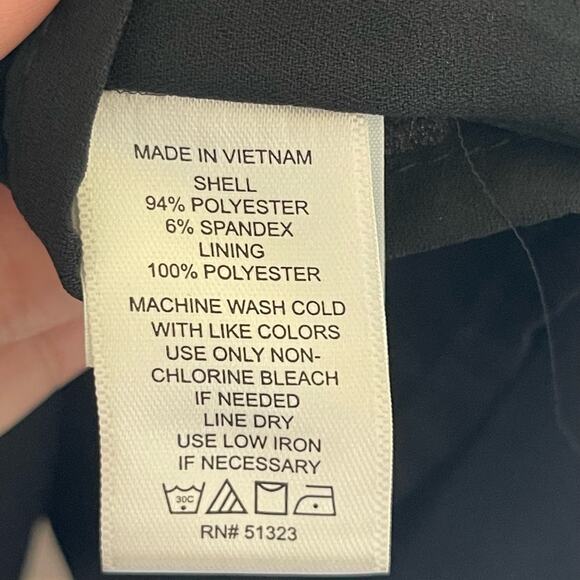 MADE IN VIETNAM
SHELL
94% POLYESTER
6% SPANDEX
LINING
100% POLYESTER
MACHINE WASH COLD
WITH LIKE COLORS
USE ONLY NON-
CHLORINE BLEACH
IF NEEDED
LINE DRY
USE LOW IRON
IF NECESSARY
30C
RN# 51323